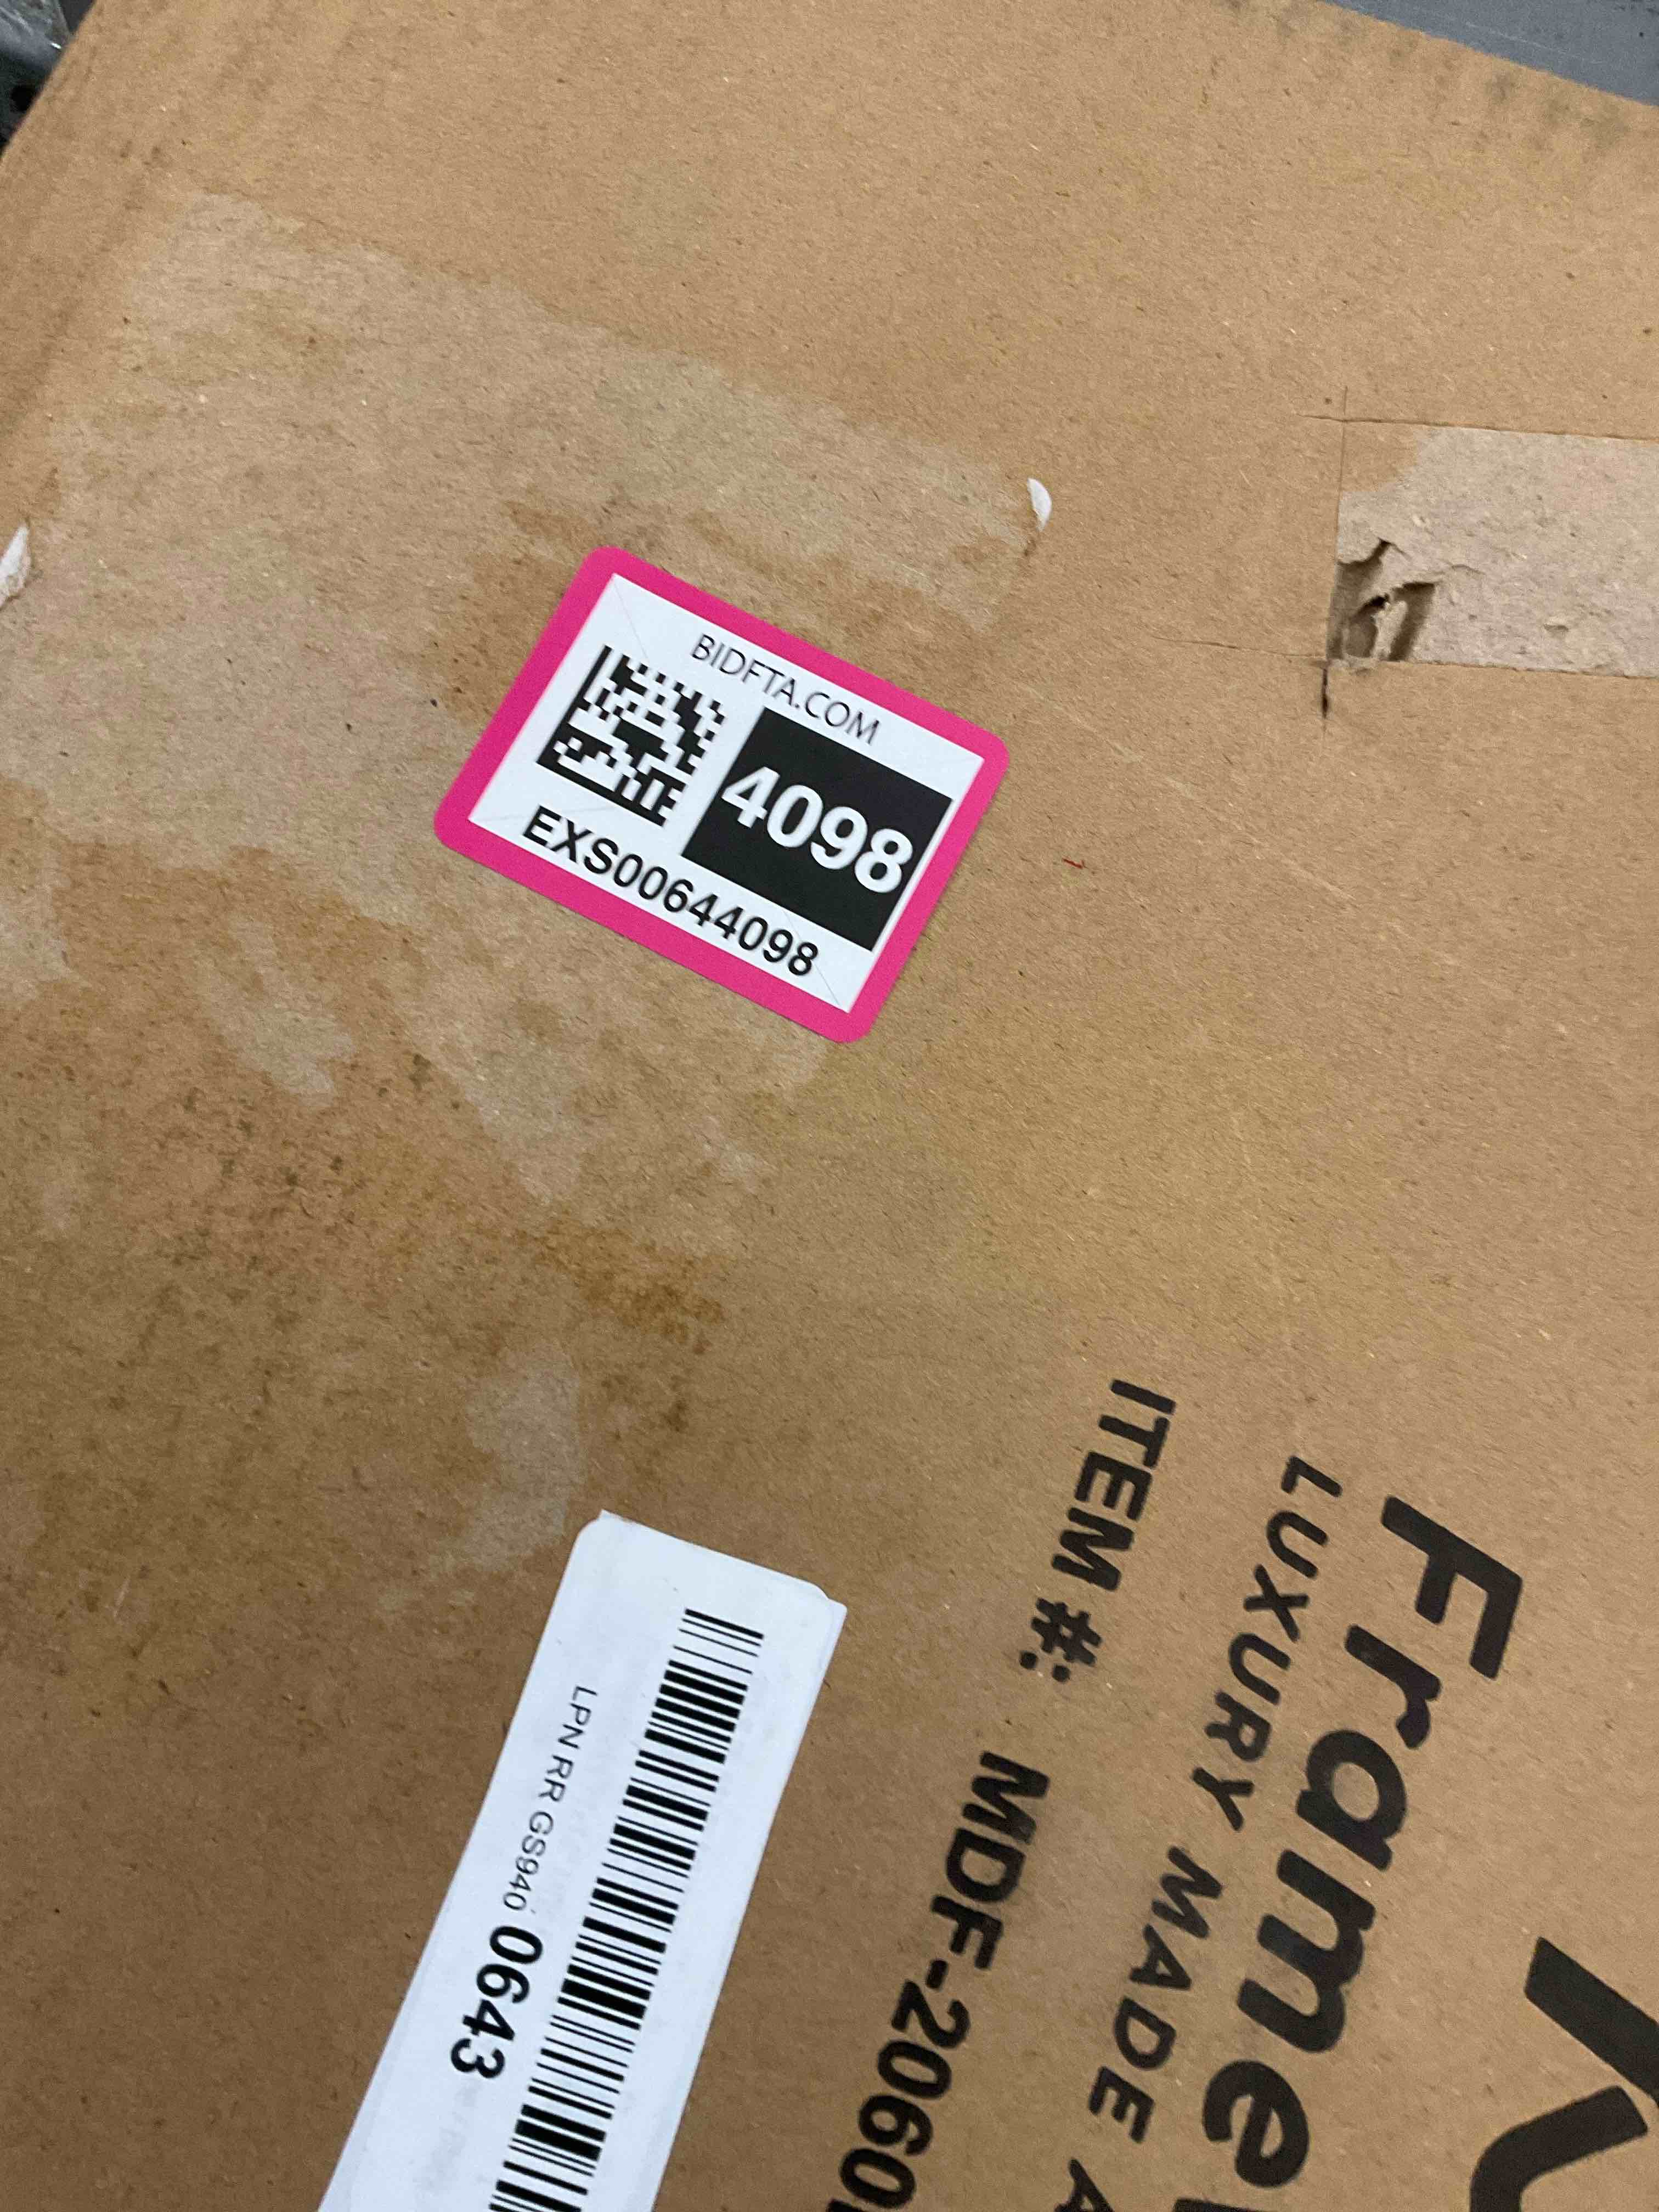 BIDFTA.COM
4098
EXS00644098
LPN RR GS940 0643
Frame
LUXURY MADE A
ITEM #: MDF-2060